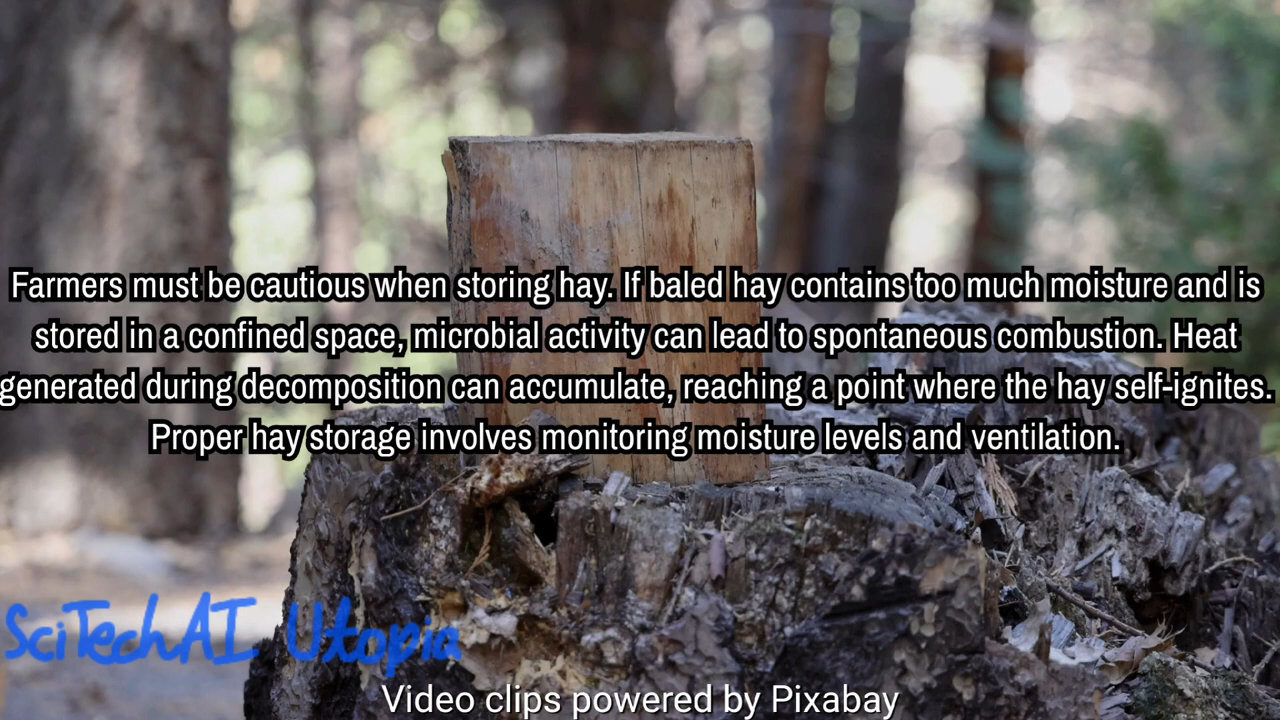 Farmers must be cautious when storing hay. If baled hay contains too much moisture and is
stored in a confined space, microbial activity can lead to spontaneous combustion. Heat
generated during decomposition can accumulate, reaching a point where the hay self-ignites.
Proper hay storage involves monitoring moisture levels and ventilation.
SciTechAI Utopia
Video clips powered by Pixabay